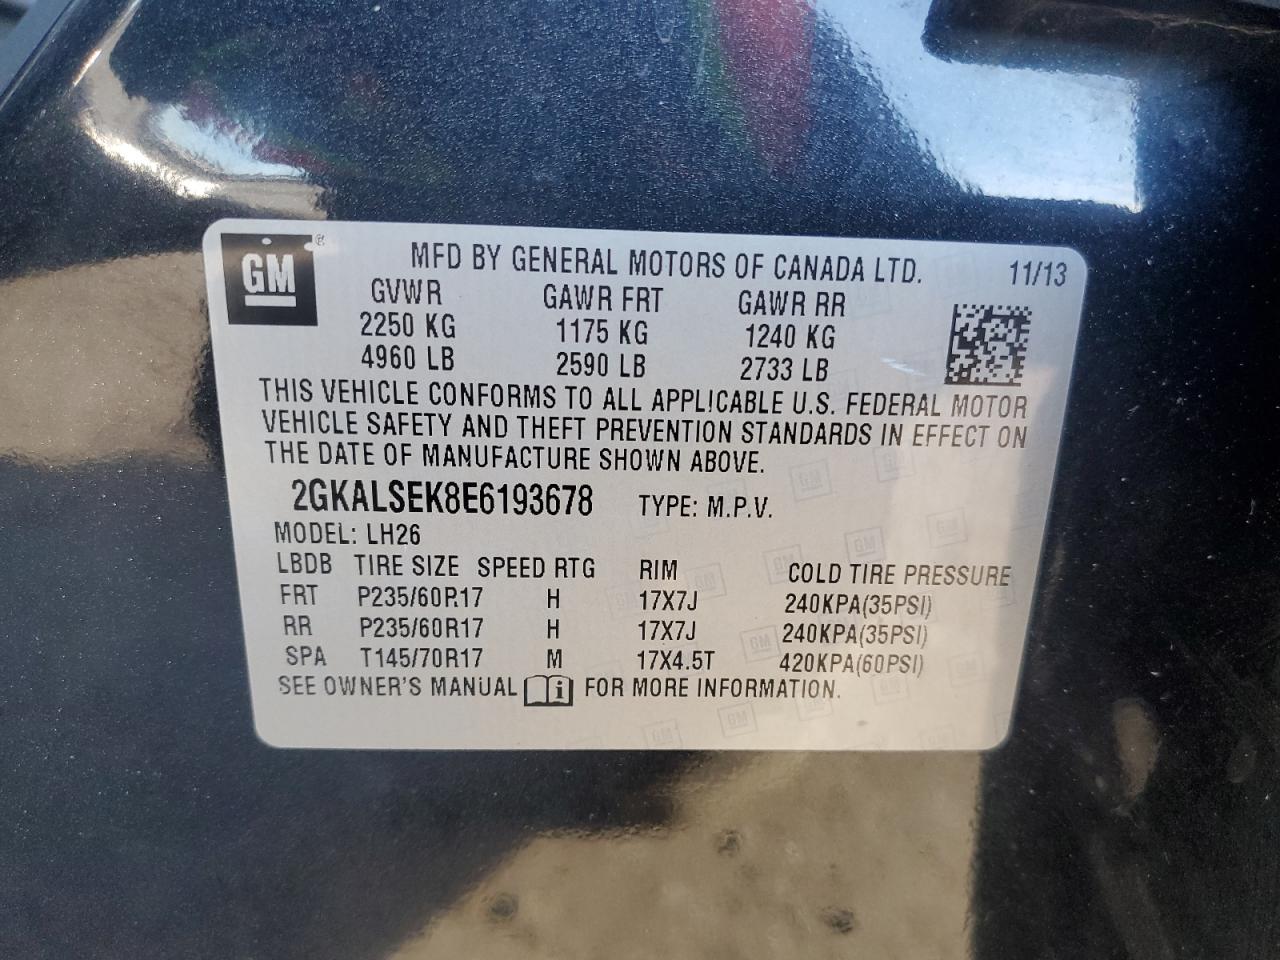 GM ®
MFD BY GENERAL MOTORS OF CANADA LTD. 11/13
GVWR GAWR FRT GAWR RR
2250 KG 1175 KG 1240 KG
4960 LB 2590 LB 2733 LB
THIS VEHICLE CONFORMS TO ALL APPLICABLE U.S. FEDERAL MOTOR
VEHICLE SAFETY AND THEFT PREVENTION STANDARDS IN EFFECT ON
THE DATE OF MANUFACTURE SHOWN ABOVE.
2GKALSEK8E6193678 TYPE: M.P.V.
MODEL: LH26
LBDB TIRE SIZE SPEED RTG RIM COLD TIRE PRESSURE
FRT P235/60R17 H 17X7J 240KPA(35PSI)
RR P235/60R17 H 17X7J 240KPA(35PSI)
SPA T145/70R17 M 17X4.5T 420KPA(60PSI)
SEE OWNER'S MANUAL i FOR MORE INFORMATION.